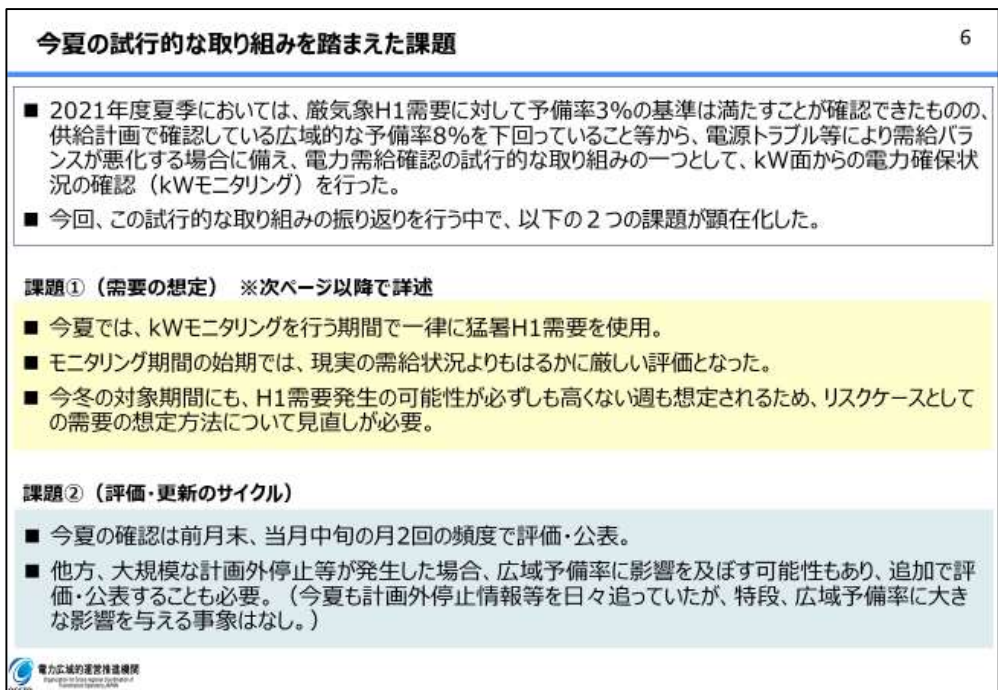 今夏の試行的な取り組みを踏まえた課題
6
■ 2021年度夏季においては、厳気象H1需要に対して予備率3%の基準は満たすことが確認できたものの、
供給計画で確認している広域的な予備率8%を下回っていること等から、電源トラブル等により需給バラ
ンスが悪化する場合に備え、電力需給確認の試行的な取り組みの一つとして、kW面からの電力確保状
況の確認（kWモニタリング）を行った。
■ 今回、この試行的な取り組みの振り返りを行う中で、以下の２つの課題が顕在化した。
課題①（需要の想定） ※次ページ以降で詳述
■ 今夏では、kWモニタリングを行う期間で一律に猛暑H1需要を使用。
■ モニタリング期間の始期では、現実の需給状況よりもはるかに厳しい評価となった。
■ 今冬の対象期間にも、H1需要発生の可能性が必ずしも高くない週も想定されるため、リスクケースとして
の需要の想定方法について見直しが必要。
課題②（評価・更新のサイクル）
■ 今夏の確認は前月末、当月中旬の月2回の頻度で評価・公表。
■ 他方、大規模な計画外停止等が発生した場合、広域予備率に影響を及ぼす可能性もあり、追加で評
価・公表することも必要。（今夏も計画外停止情報等を日々追っていたが、特段、広域予備率に大き
な影響を与える事象はなし。）
電力広域的運営推進機関